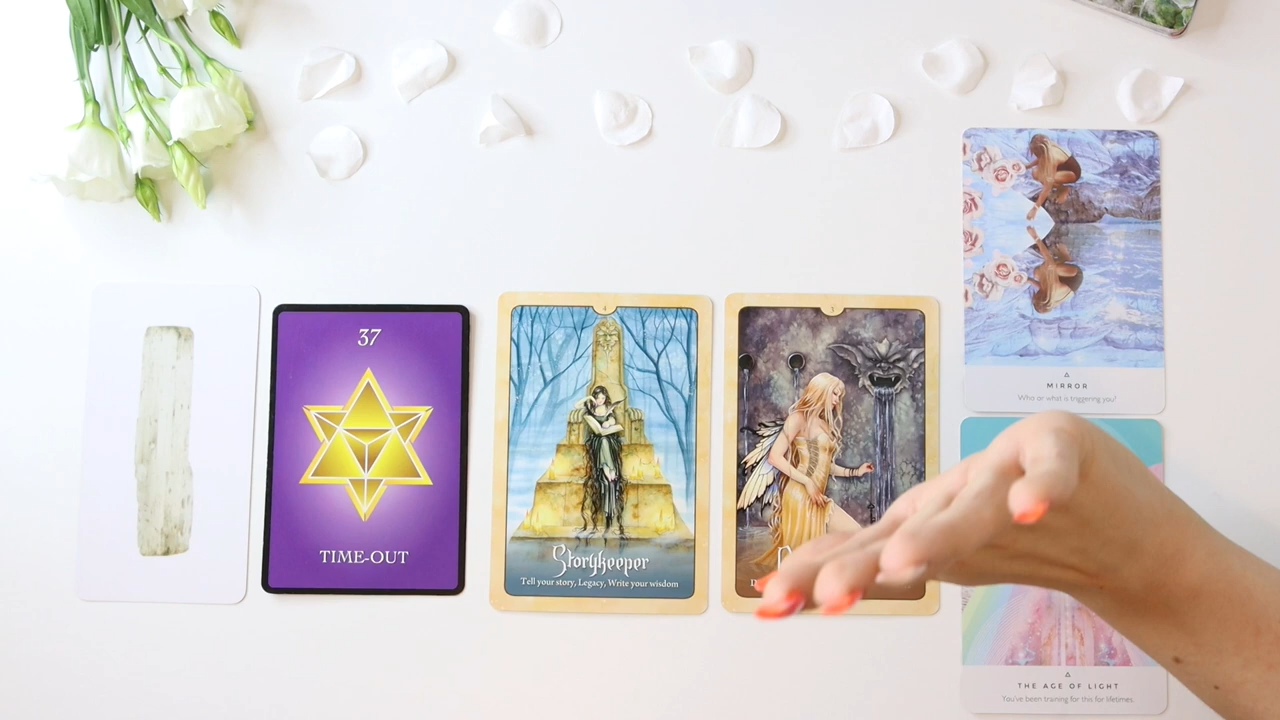 37
TIME-OUT
Storykeeper
Tell your story, Legacy, Write your wisdom
MIRROR
Who or what is triggering you?
THE AGE OF LIGHT
You've been training for this for lifetimes.